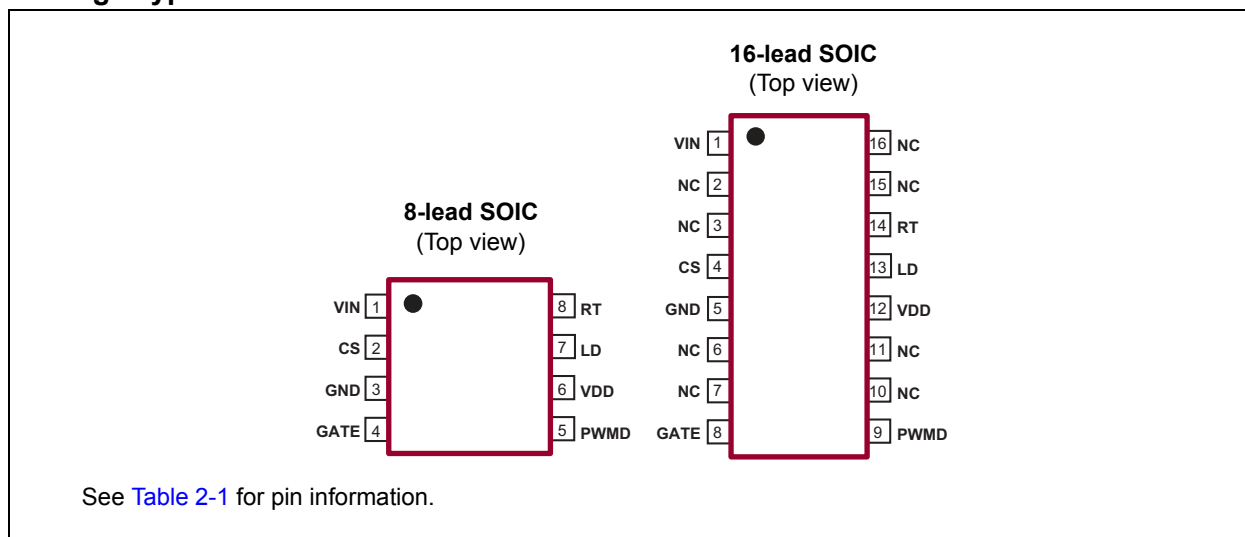 16-lead SOIC
(Top view)
VIN 1
16 NC
NC 2
15 NC
NC 3
14 RT
CS 4
13 LD
GND 5
12 VDD
NC 6
11 NC
NC 7
10 NC
GATE 8
9 PWMD
8-lead SOIC
(Top view)
VIN 1
8 RT
CS 2
7 LD
GND 3
6 VDD
GATE 4
5 PWMD
See Table 2-1 for pin information.